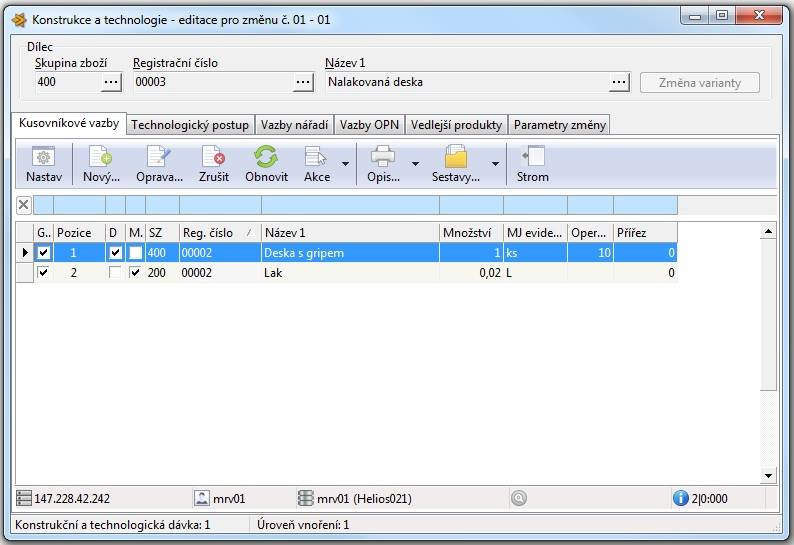 Konstrukce a technologie - editace pro změnu č. 01 - 01
Dílec
Skupina zboží Registrační číslo Název 1
400 ... 00003 ... Nalakovaná deska ... Změna varianty
Kusovníkové vazby Technologický postup Vazby nářadí Vazby OPN Vedlejší produkty Parametry změny
Nastav Nový... Oprava... Zrušit Obnovit Akce Opis... Sestavy... Strom
G.. Pozice D M. SZ Reg. číslo Název 1 Množství MJ evide... Oper... Přířez
1 400 00002 Deska s gripem 1 ks 10 0
2 200 00002 Lak 0,02 L 0
147.228.42.242 mrv01 mrv01 (Helios021) 2|0:000
Konstrukční a technologická dávka: 1 Úroveň vnoření: 1